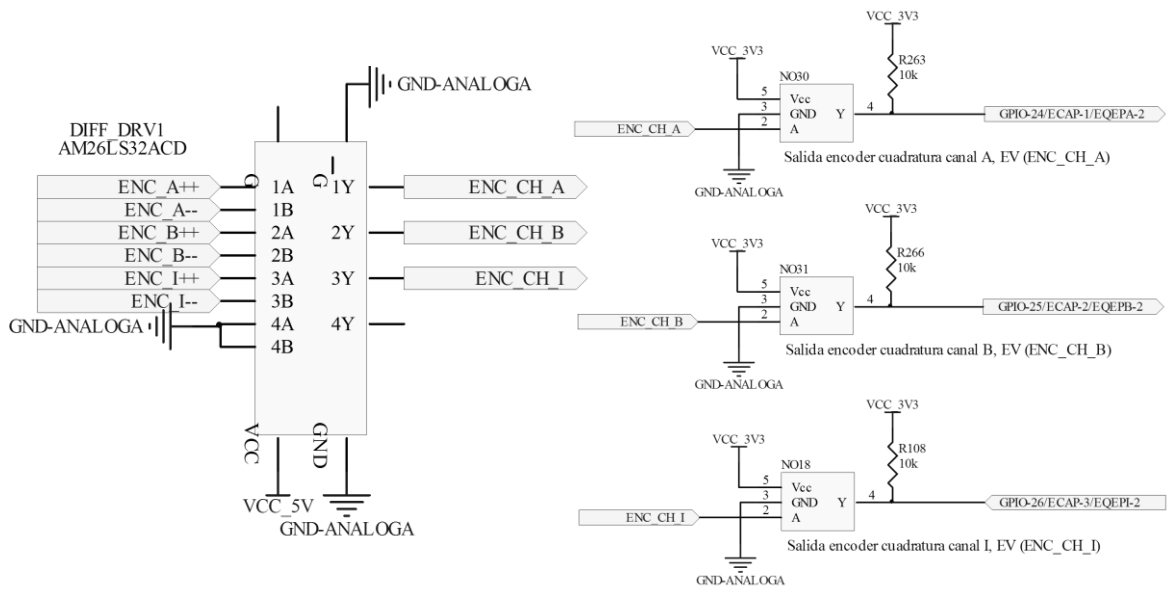 GND-ANALOGA
DIFF_DRV1
AM26LS32ACD
G
G
ENC_A++ 1A 1Y ENC_CH_A
ENC_A-- 1B
ENC_B++ 2A 2Y ENC_CH_B
ENC_B-- 2B
ENC_I++ 3A 3Y ENC_CH_I
ENC_I-- 3B
GND-ANALOGA 4A 4Y
4B
VCC
GND
VCC_5V
GND-ANALOGA
VCC_3V3
R263
10k
VCC_3V3
NO30
5 Vcc
3 GND Y 4 GPIO-24/ECAP-1/EQEPA-2
ENC_CH_A 2 A
Salida encoder cuadratura canal A, EV (ENC_CH_A)
GND-ANALOGA
VCC_3V3
R266
10k
VCC_3V3
NO31
5 Vcc
3 GND Y 4 GPIO-25/ECAP-2/EQEPB-2
ENC_CH_B 2 A
Salida encoder cuadratura canal B, EV (ENC_CH_B)
GND-ANALOGA
VCC_3V3
R108
10k
VCC_3V3
NO18
5 Vcc
3 GND Y 4 GPIO-26/ECAP-3/EQEPI-2
ENC_CH_I 2 A
Salida encoder cuadratura canal I, EV (ENC_CH_I)
GND-ANALOGA